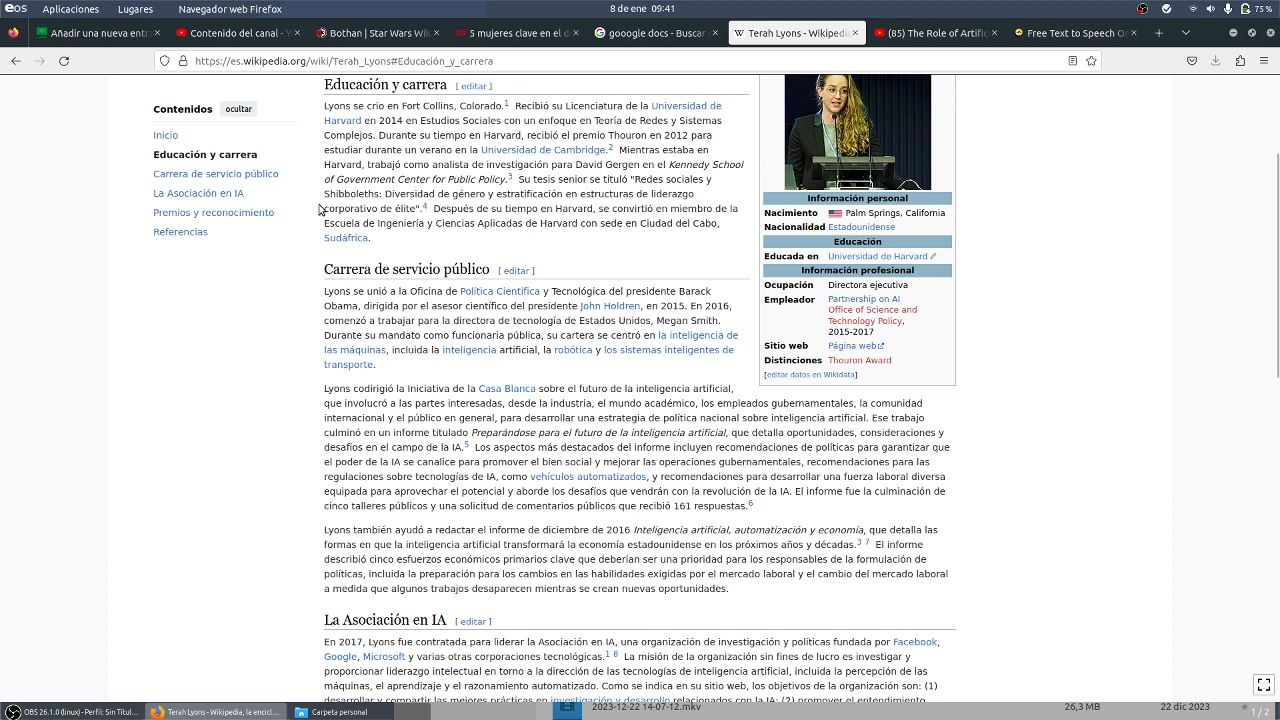 Aplicaciones Lugares Navegador web Firefox 8 de ene 09:41 75 %
Añadir una nueva entra Contenido del canal - Y Bothan | Star Wars Wik 5 mujeres clave en el d gooogle docs - Buscar Terah Lyons - Wikipedi (85) The Role of Artific Free Text to Speech On
https://es.wikipedia.org/wiki/Terah_Lyons#Educación_y_carrera
Contenidos ocultar
Inicio
Educación y carrera
Carrera de servicio público
La Asociación en IA
Premios y reconocimiento
Referencias
Educación y carrera [ editar ]
Lyons se crio en Fort Collins, Colorado.1 Recibió su Licenciatura de la Universidad de
Harvard en 2014 en Estudios Sociales con un enfoque en Teoría de Redes y Sistemas
Complejos. Durante su tiempo en Harvard, recibió el premio Thouron en 2012 para
estudiar durante un verano en la Universidad de Cambridge.2 Mientras estaba en
Harvard, trabajó como analista de investigación para David Gergen en el Kennedy School
of Government Center for Public Policy.3 Su tesis senior se tituló "Redes sociales y
Shibboleths: Diversidad de género y estratificación en estructuras de liderazgo
corporativo de élite".4 Después de su tiempo en Harvard, se convirtió en miembro de la
Escuela de Ingeniería y Ciencias Aplicadas de Harvard con sede en Ciudad del Cabo,
Sudáfrica.
Carrera de servicio público [ editar ]
Lyons se unió a la Oficina de Política Científica y Tecnológica del presidente Barack
Obama, dirigida por el asesor científico del presidente John Holdren, en 2015. En 2016,
comenzó a trabajar para la directora de tecnología de Estados Unidos, Megan Smith.
Durante su mandato como funcionaria pública, su cartera se centró en la inteligencia de
las máquinas, incluida la inteligencia artificial, la robótica y los sistemas inteligentes de
transporte.
Lyons codirigió la Iniciativa de la Casa Blanca sobre el futuro de la inteligencia artificial,
que involucró a las partes interesadas, desde la industria, el mundo académico, los empleados gubernamentales, la comunidad
internacional y el público en general, para desarrollar una estrategia de política nacional sobre inteligencia artificial. Ese trabajo
culminó en un informe titulado Preparándose para el futuro de la inteligencia artificial, que detalla oportunidades, consideraciones y
desafíos en el campo de la IA.5 Los aspectos más destacados del informe incluyen recomendaciones de políticas para garantizar que
el poder de la IA se canalice para promover el bien social y mejorar las operaciones gubernamentales, recomendaciones para las
regulaciones sobre tecnologías de IA, como vehículos automatizados, y recomendaciones para desarrollar una fuerza laboral diversa
equipada para aprovechar el potencial y aborde los desafíos que vendrán con la revolución de la IA. El informe fue la culminación de
cinco talleres públicos y una solicitud de comentarios públicos que recibió 161 respuestas.6
Lyons también ayudó a redactar el informe de diciembre de 2016 Inteligencia artificial, automatización y economía, que detalla las
formas en que la inteligencia artificial transformará la economía estadounidense en los próximos años y décadas.3 7 El informe
describió cinco esfuerzos económicos primarios clave que deberían ser una prioridad para los responsables de la formulación de
políticas, incluida la preparación para los cambios en las habilidades exigidas por el mercado laboral y el cambio del mercado laboral
a medida que algunos trabajos desaparecen mientras se crean nuevas oportunidades.
La Asociación en IA [ editar ]
En 2017, Lyons fue contratada para liderar la Asociación en IA, una organización de investigación y políticas fundada por Facebook,
Google, Microsoft y varias otras corporaciones tecnológicas.1 8 La misión de la organización sin fines de lucro es investigar y
proporcionar liderazgo intelectual en torno a la dirección de las tecnologías de inteligencia artificial, incluida la percepción de las
máquinas, el aprendizaje y el razonamiento automatizado. Como se indica en su sitio web, los objetivos de la organización son: (1)
desarrollar y compartir las mejores prácticas en investigación y desarrollo relacionados con la IA; (2) promover el entendimiento
Información personal
Nacimiento Palm Springs, California
Nacionalidad Estadounidense
Educación
Educada en Universidad de Harvard
Información profesional
Ocupación Directora ejecutiva
Empleador Partnership on AI
Office of Science and
Technology Policy,
2015-2017
Sitio web Página web
Distinciones Thouron Award
[editar datos en Wikidata]
OBS 26.1.0 (linux) - Perfil: Sin Títul... Terah Lyons - Wikipedia, la encicl... Carpeta personal 2023-12-22 14-07-12.mkv 26,3 MB 22 dic 2023 1 / 2